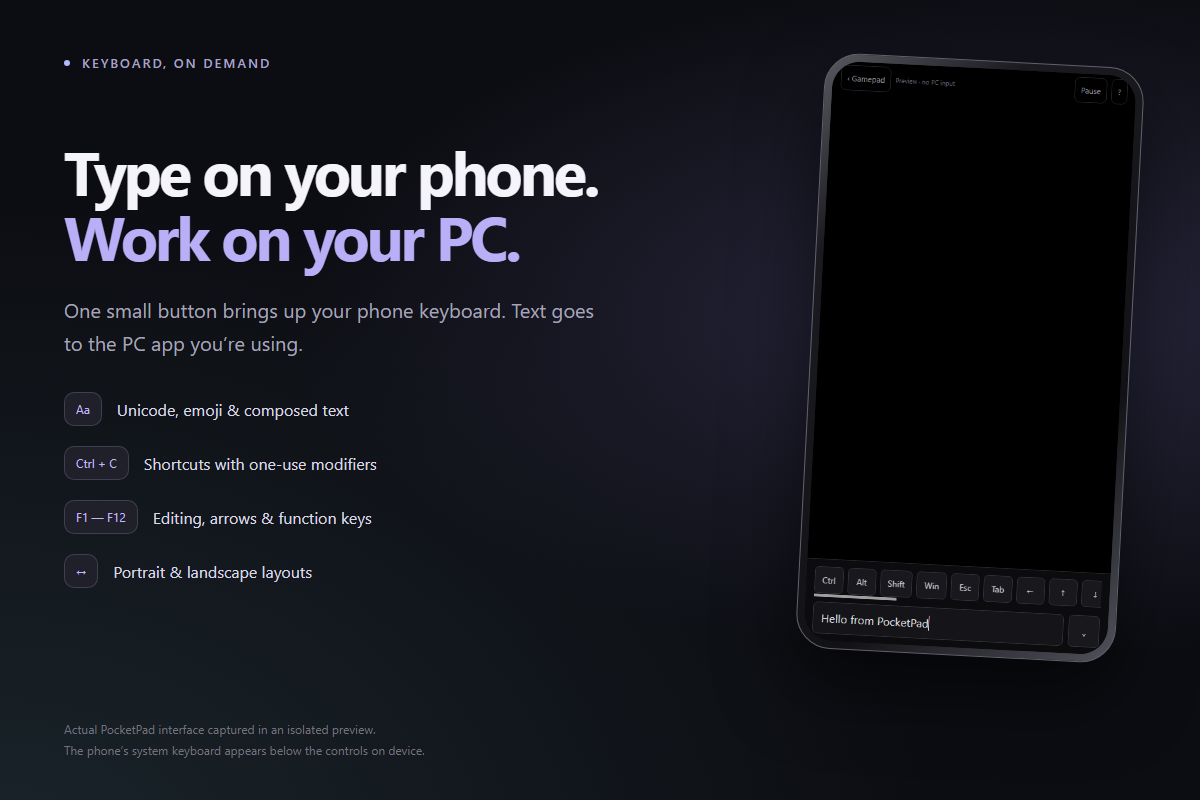 KEYBOARD, ON DEMAND
Type on your phone.
Work on your PC.
One small button brings up your phone keyboard. Text goes
to the PC app you’re using.
Aa Unicode, emoji & composed text
Ctrl + C Shortcuts with one-use modifiers
F1 — F12 Editing, arrows & function keys
↔ Portrait & landscape layouts
Actual PocketPad interface captured in an isolated preview.
The phone’s system keyboard appears below the controls on device.
‹ Gamepad Preview · no PC input Pause ?
Ctrl Alt Shift Win Esc Tab ← ↑ ↓
Hello from PocketPad